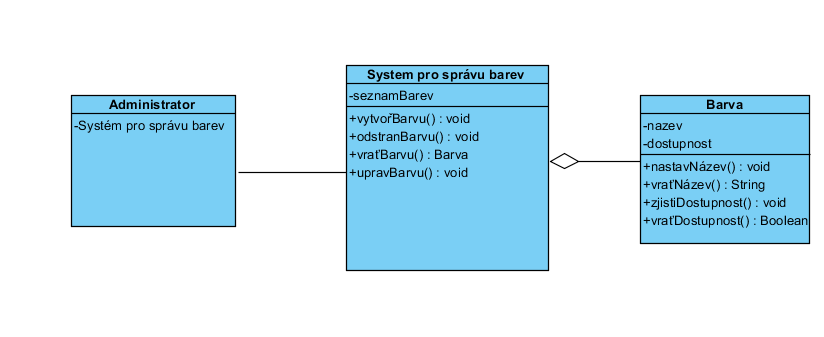 Administrator
-Systém pro správu barev
System pro správu barev
-seznamBarev
+vytvořBarvu() : void
+odstranBarvu() : void
+vraťBarvu() : Barva
+upravBarvu() : void
Barva
-nazev
-dostupnost
+nastavNázev() : void
+vraťNázev() : String
+zjistiDostupnost() : void
+vraťDostupnost() : Boolean